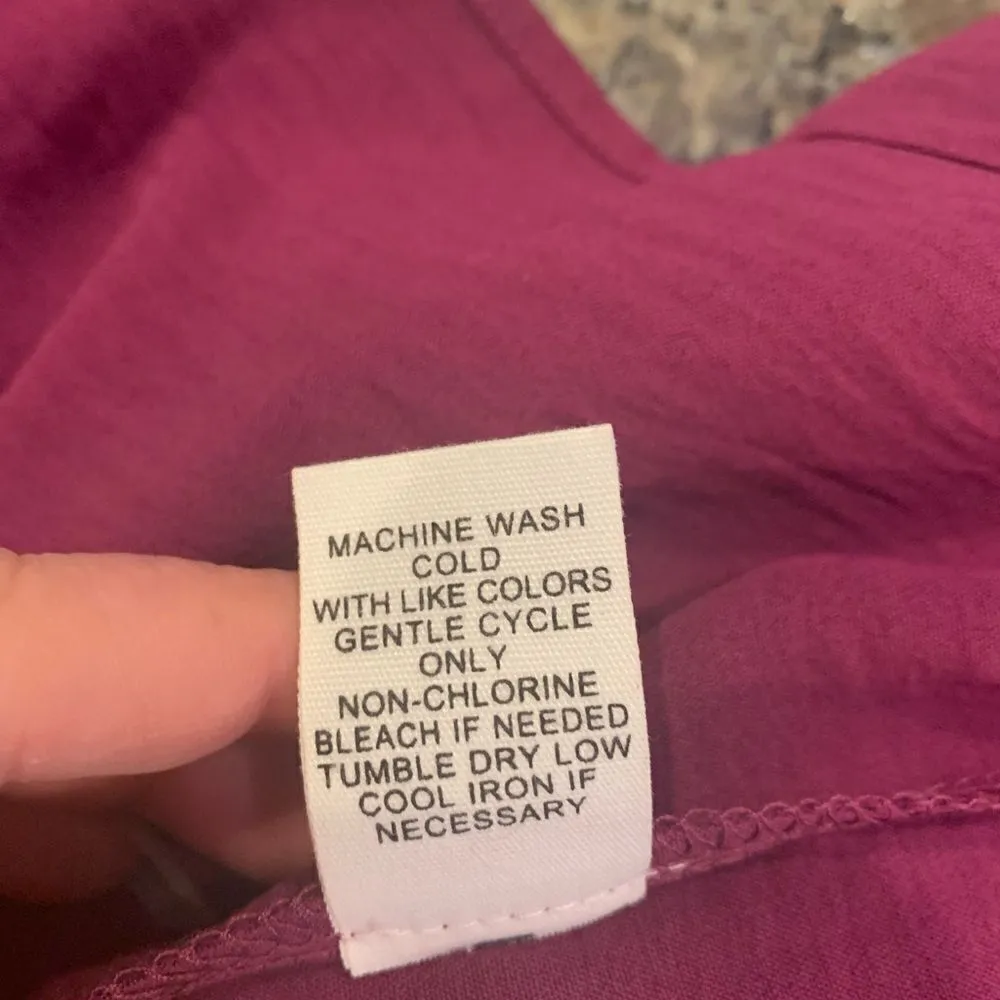 MACHINE WASH
COLD
WITH LIKE COLORS
GENTLE CYCLE
ONLY
NON-CHLORINE
BLEACH IF NEEDED
TUMBLE DRY LOW
COOL IRON IF
NECESSARY